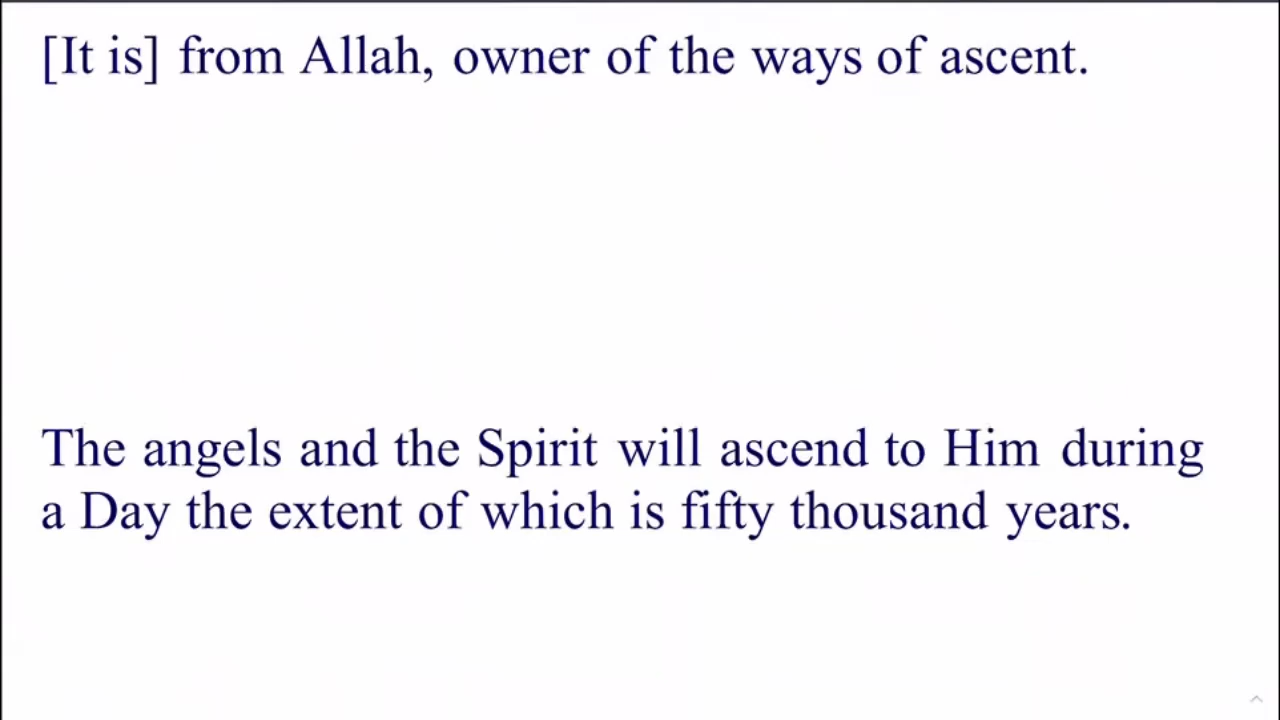 [It is] from Allah, owner of the ways of ascent.
The angels and the Spirit will ascend to Him during
a Day the extent of which is fifty thousand years.